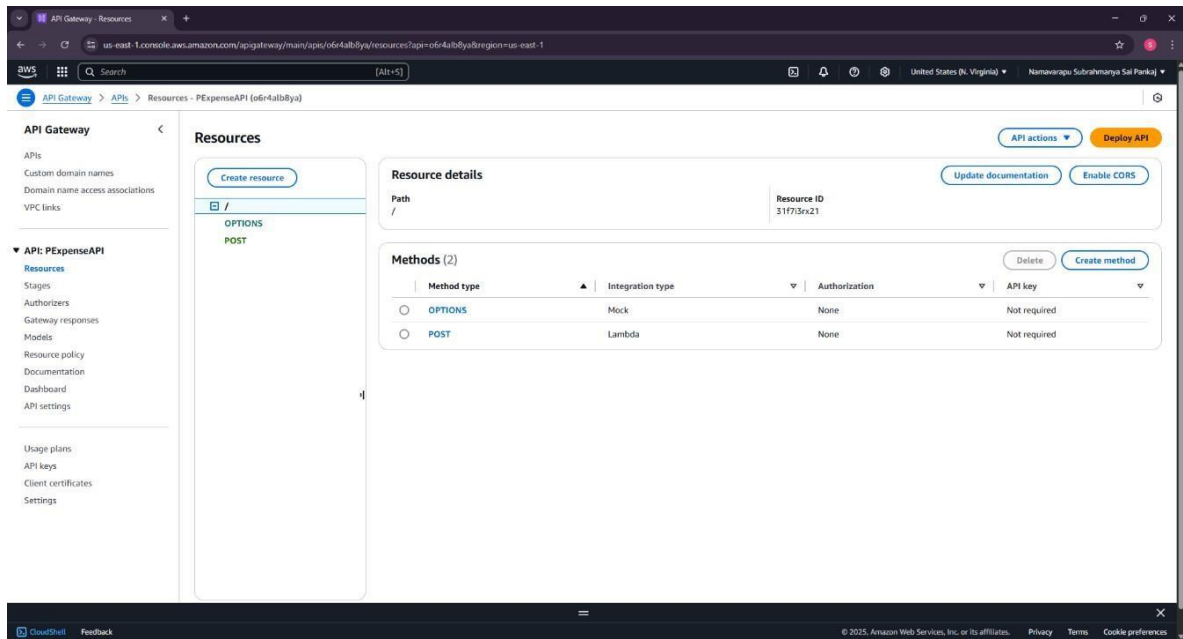 API Gateway - Resources
us-east-1.console.aws.amazon.com/apigateway/main/apis/o6r4alb8ya/resources?api=o6r4alb8ya&region=us-east-1
S
aws
Search
[Alt+S]
United States (N. Virginia)
Namavarapu Subrahmanya Sai Pankaj
API Gateway > APIs > Resources - PExpenseAPI (o6r4alb8ya)
API Gateway
APIs
Custom domain names
Domain name access associations
VPC links
API: PExpenseAPI
Resources
Stages
Authorizers
Gateway responses
Models
Resource policy
Documentation
Dashboard
API settings
Usage plans
API keys
Client certificates
Settings
Resources
API actions
Deploy API
Create resource
/
OPTIONS
POST
Resource details
Update documentation
Enable CORS
Path
/
Resource ID
31f7i3rx21
Methods (2)
Delete
Create method
Method type Integration type Authorization API key
OPTIONS Mock None Not required
POST Lambda None Not required
CloudShell Feedback
© 2025, Amazon Web Services, Inc. or its affiliates. Privacy Terms Cookie preferences